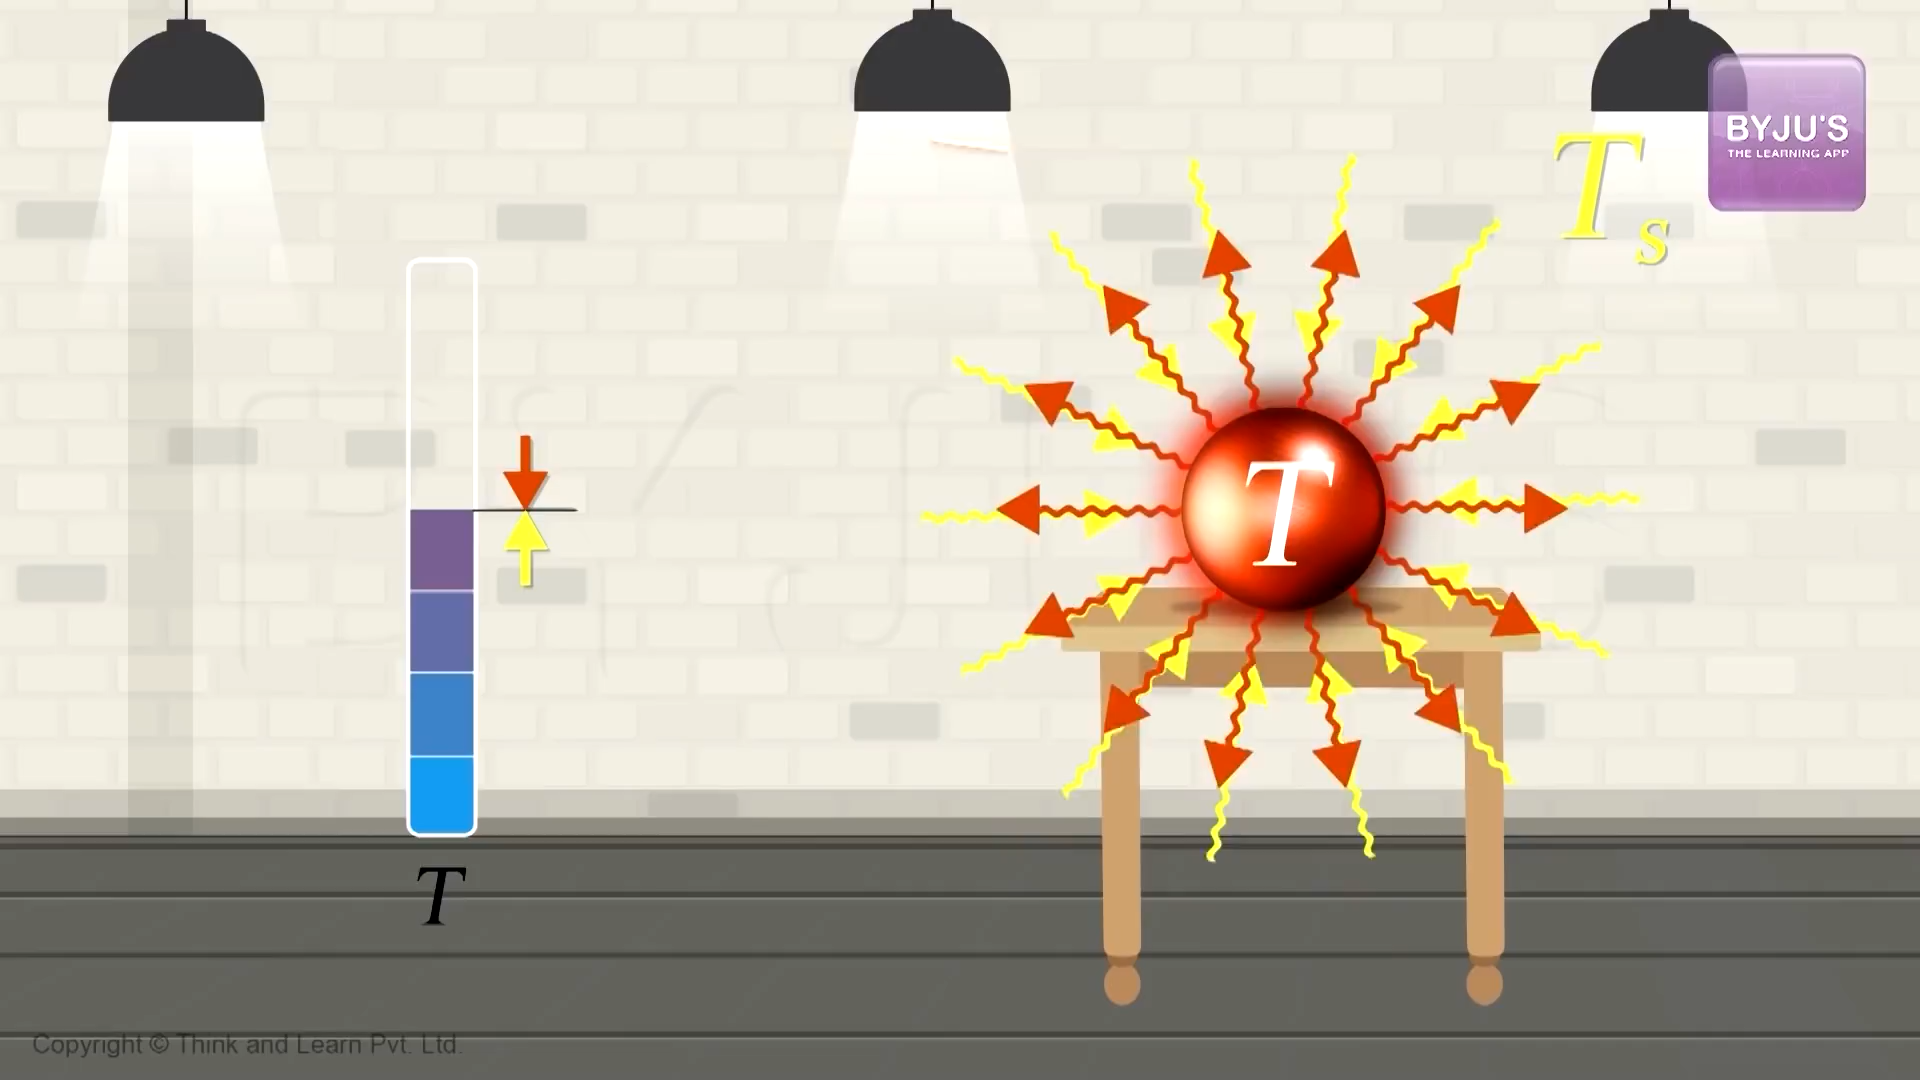 BYJU'S
THE LEARNING APP
Ts
T
T
Copyright © Think and Learn Pvt. Ltd.